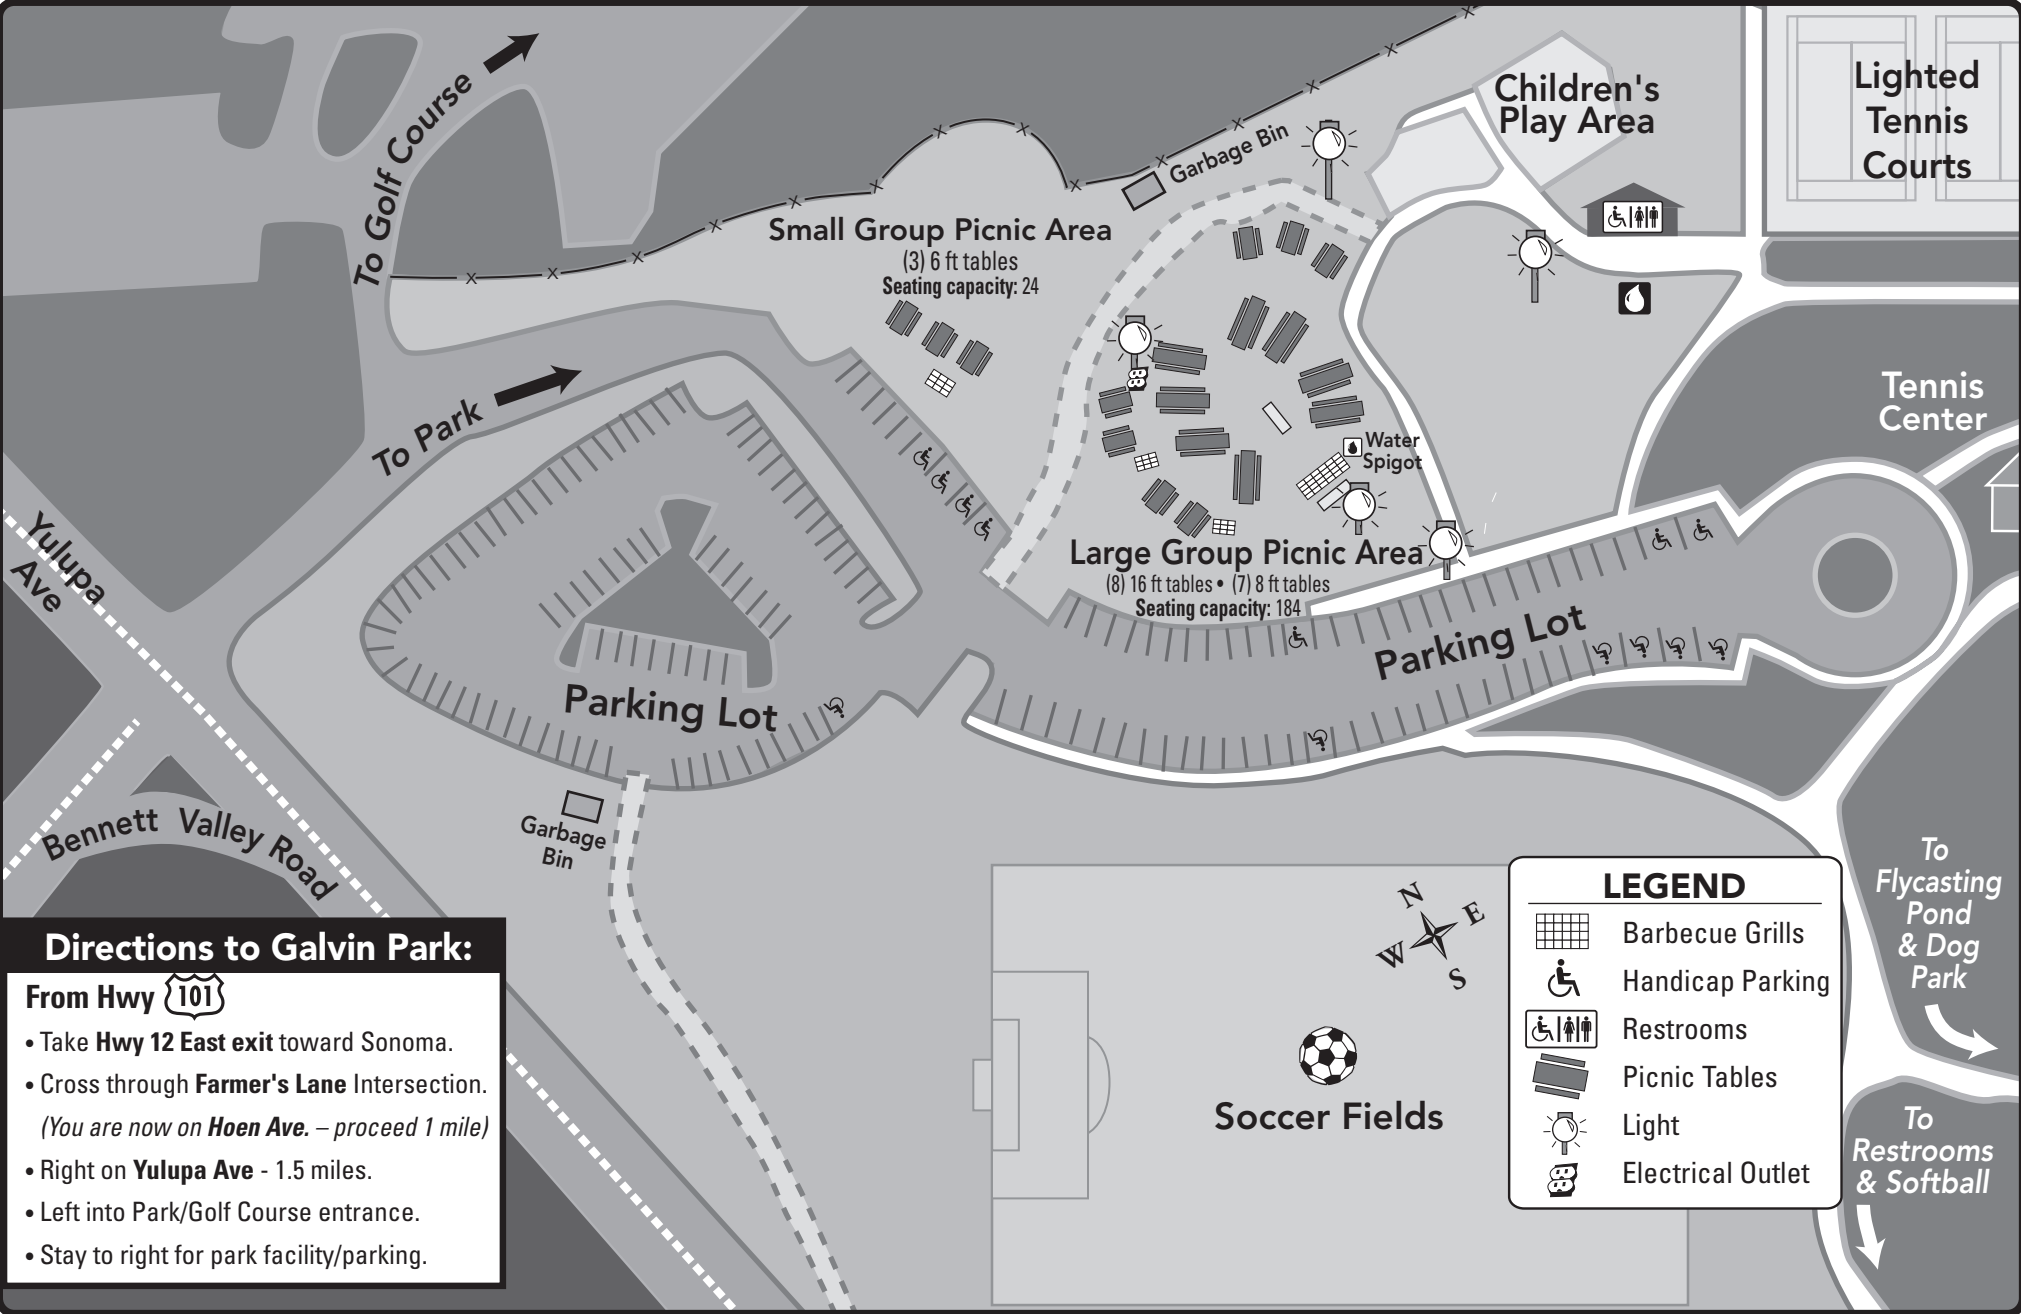 To Golf Course
Children's
Play Area
Lighted
Tennis
Courts
Garbage Bin
Small Group Picnic Area
(3) 6 ft tables
Seating capacity: 24
To Park
Tennis
Center
Water
Spigot
Yulupa
Ave
Large Group Picnic Area
(8) 16 ft tables • (7) 8 ft tables
Seating capacity: 184
Parking Lot
Parking Lot
Garbage
Bin
Bennett Valley Road
To
Flycasting
Pond
& Dog
Park
To
Restrooms
& Softball
N
E
W
S
Soccer Fields
LEGEND
Barbecue Grills
Handicap Parking
Restrooms
Picnic Tables
Light
Electrical Outlet
Directions to Galvin Park:
From Hwy 101
• Take Hwy 12 East exit toward Sonoma.
• Cross through Farmer's Lane Intersection.
(You are now on Hoen Ave. – proceed 1 mile)
• Right on Yulupa Ave - 1.5 miles.
• Left into Park/Golf Course entrance.
• Stay to right for park facility/parking.